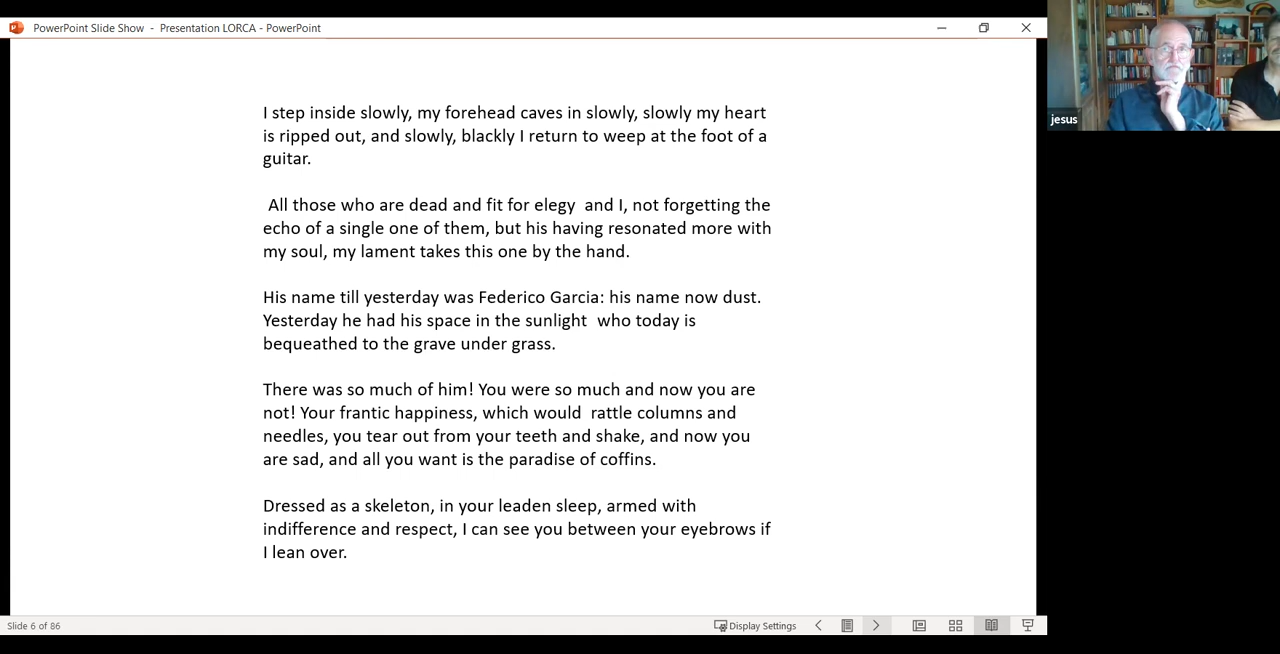 PowerPoint Slide Show - Presentation LORCA - PowerPoint
I step inside slowly, my forehead caves in slowly, slowly my heart
is ripped out, and slowly, blackly I return to weep at the foot of a
guitar.
All those who are dead and fit for elegy and I, not forgetting the
echo of a single one of them, but his having resonated more with
my soul, my lament takes this one by the hand.
His name till yesterday was Federico Garcia: his name now dust.
Yesterday he had his space in the sunlight who today is
bequeathed to the grave under grass.
There was so much of him! You were so much and now you are
not! Your frantic happiness, which would rattle columns and
needles, you tear out from your teeth and shake, and now you
are sad, and all you want is the paradise of coffins.
Dressed as a skeleton, in your leaden sleep, armed with
indifference and respect, I can see you between your eyebrows if
I lean over.
jesus
Slide 6 of 86
Display Settings